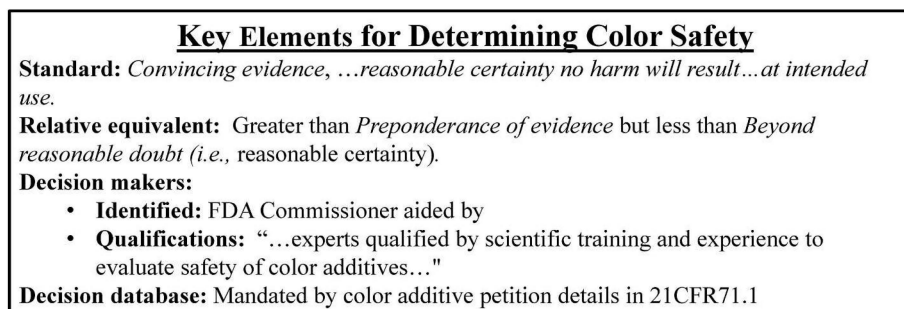 Key Elements for Determining Color Safety
Standard: Convincing evidence, …reasonable certainty no harm will result…at intended
use.
Relative equivalent: Greater than Preponderance of evidence but less than Beyond
reasonable doubt (i.e., reasonable certainty).
Decision makers:
• Identified: FDA Commissioner aided by
• Qualifications: “…experts qualified by scientific training and experience to
evaluate safety of color additives…"
Decision database: Mandated by color additive petition details in 21CFR71.1